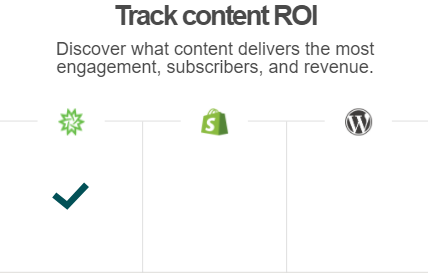 Track content ROI
Discover what content delivers the most
engagement, subscribers, and revenue.